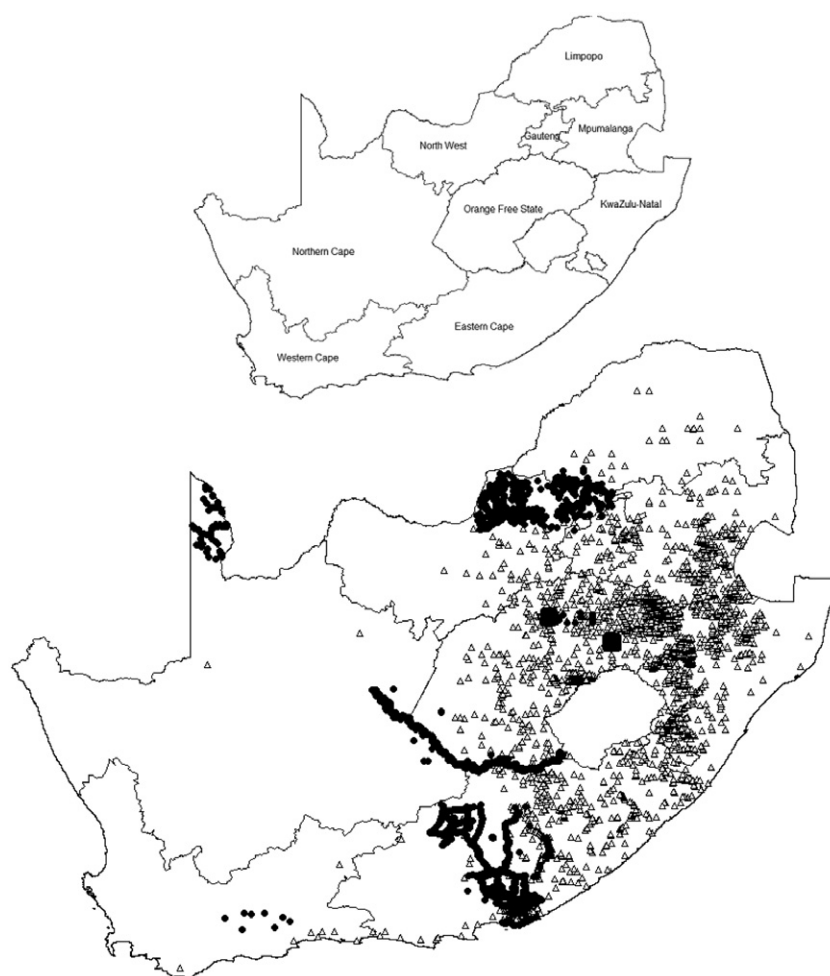 Limpopo
Mpumalanga
Gauteng
North West
Orange Free State
KwaZulu-Natal
Northern Cape
Eastern Cape
Western Cape